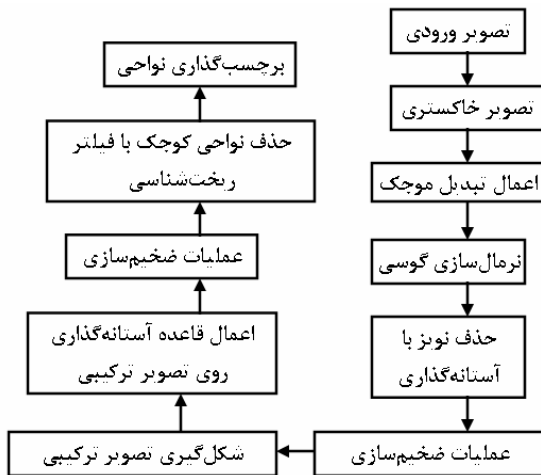 تصویر ورودی
تصویر خاکستری
اعمال تبدیل موجک
نرمال‌سازی گوسی
حذف نویز با
آستانه‌گذاری
عملیات ضخیم‌سازی
شکل‌گیری تصویر ترکیبی
اعمال قاعده آستانه‌گذاری
روی تصویر ترکیبی
عملیات ضخیم‌سازی
حذف نواحی کوچک با فیلتر
ریخت‌شناسی
برچسب‌گذاری نواحی